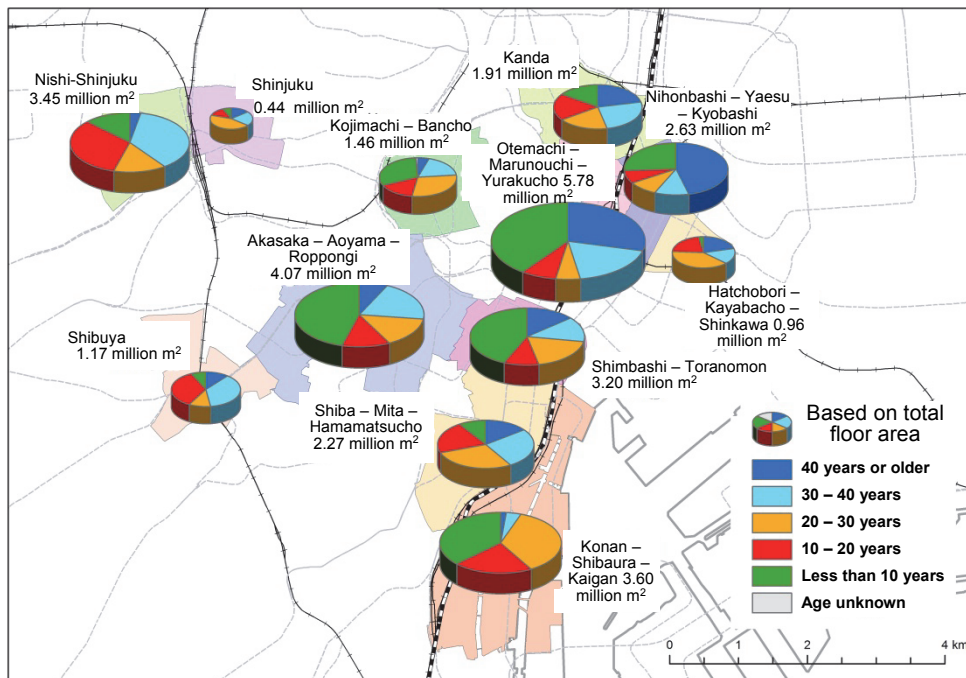 Nishi-Shinjuku
3.45 million m²
Shinjuku
0.44 million m²
Kojimachi – Bancho
1.46 million m²
Kanda
1.91 million m²
Nihonbashi – Yaesu
– Kyobashi
2.63 million m²
Otemachi –
Marunouchi –
Yurakucho 5.78
million m²
Akasaka – Aoyama –
Roppongi
4.07 million m²
Hatchobori –
Kayabacho –
Shinkawa 0.96
million m²
Shibuya
1.17 million m²
Shimbashi – Toranomon
3.20 million m²
Shiba – Mita –
Hamamatsucho
2.27 million m²
Konan –
Shibaura –
Kaigan 3.60
million m²
Based on total
floor area
40 years or older
30 – 40 years
20 – 30 years
10 – 20 years
Less than 10 years
Age unknown
0 1 2 4 km